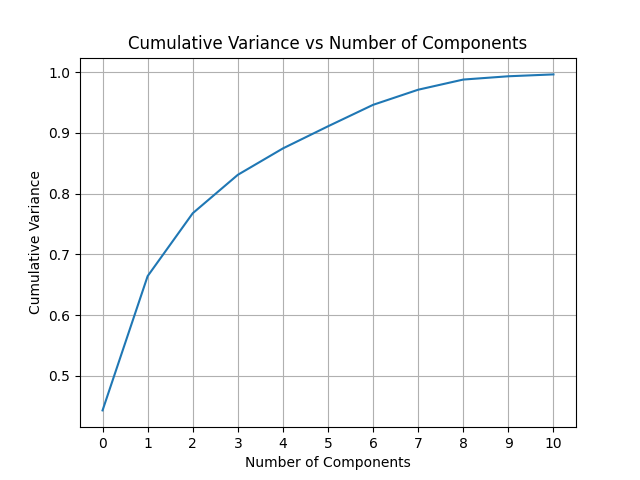 Cumulative Variance vs Number of Components
1.0
0.9
0.8
0.7
0.6
0.5
Cumulative Variance
0 1 2 3 4 5 6 7 8 9 10
Number of Components